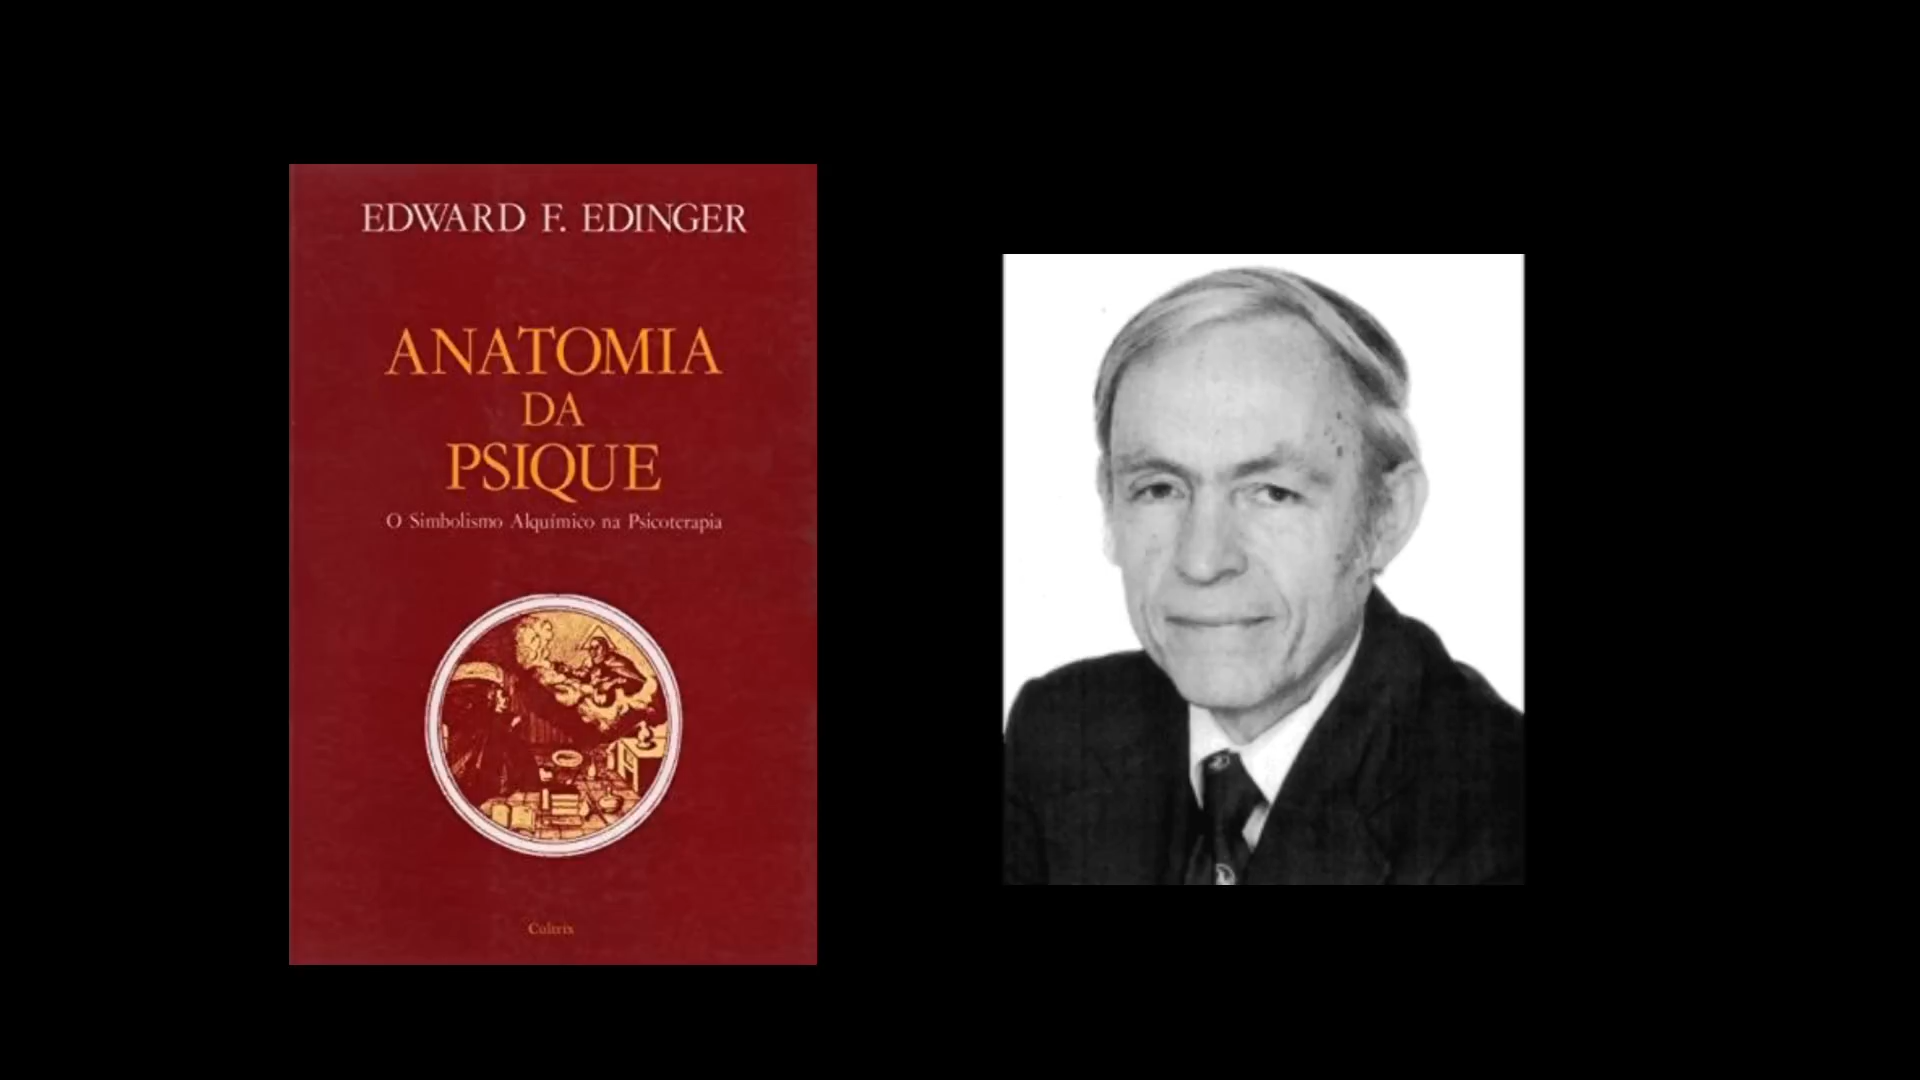 EDWARD F. EDINGER
ANATOMIA
DA
PSIQUE
O Simbolismo Alquímico na Psicoterapia
Cultrix